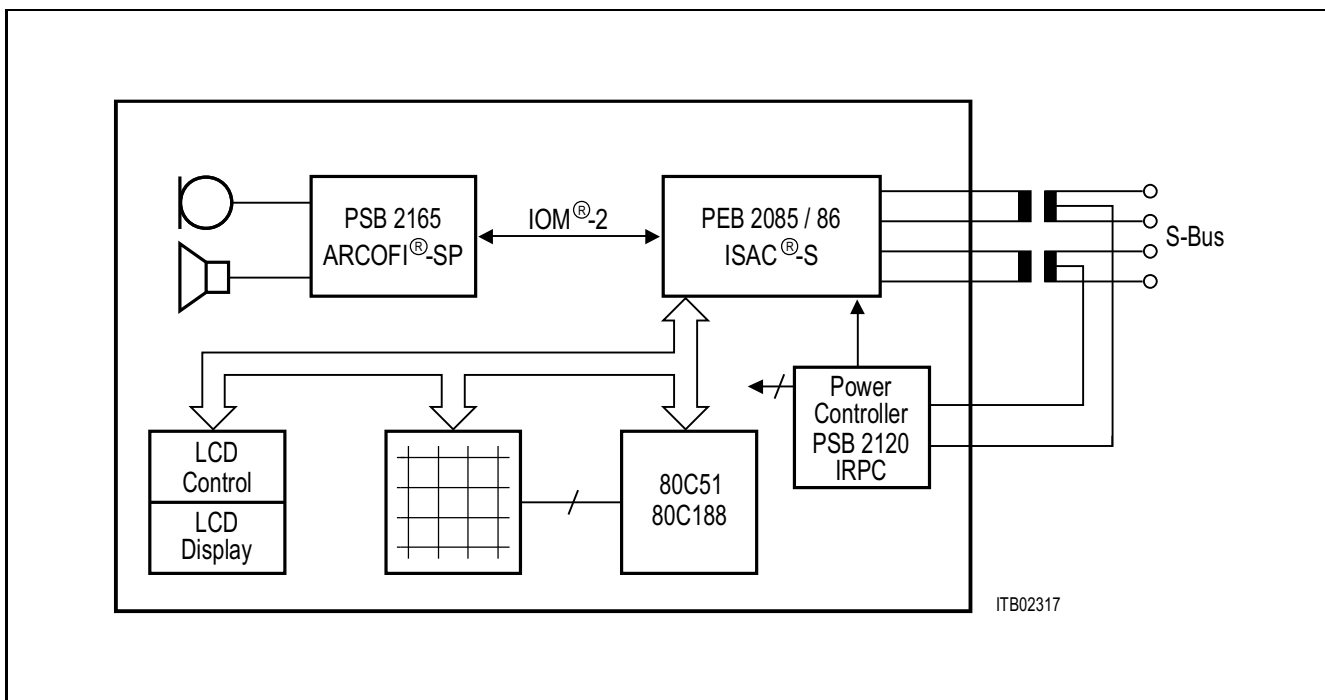 PSB 2165
ARCOFI®-SP
IOM®-2
PEB 2085 / 86
ISAC®-S
S-Bus
Power
Controller
PSB 2120
IRPC
LCD
Control
LCD
Display
80C51
80C188
ITB02317